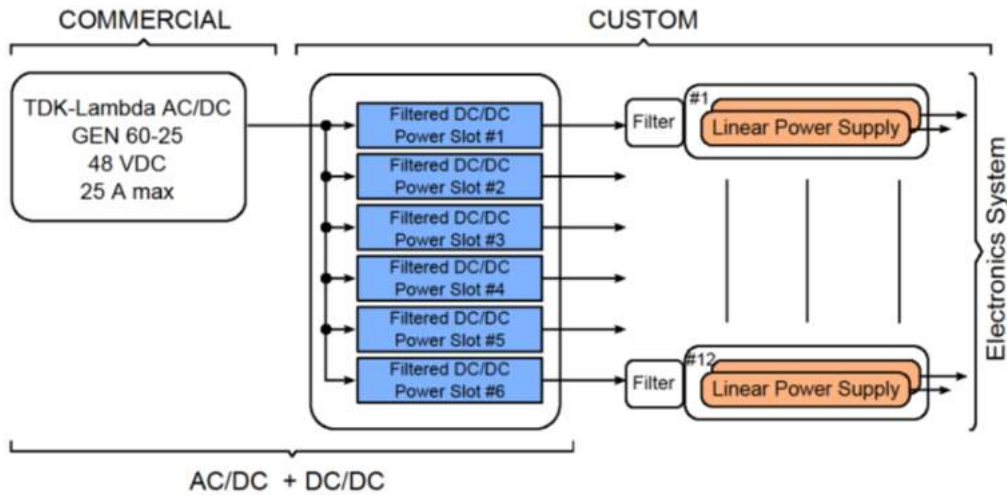 COMMERCIAL
CUSTOM
TDK-Lambda AC/DC
GEN 60-25
48 VDC
25 A max
Filtered DC/DC
Power Slot #1
Filtered DC/DC
Power Slot #2
Filtered DC/DC
Power Slot #3
Filtered DC/DC
Power Slot #4
Filtered DC/DC
Power Slot #5
Filtered DC/DC
Power Slot #6
Filter
#1
Linear Power Supply
Filter
#12
Linear Power Supply
Electronics System
AC/DC + DC/DC